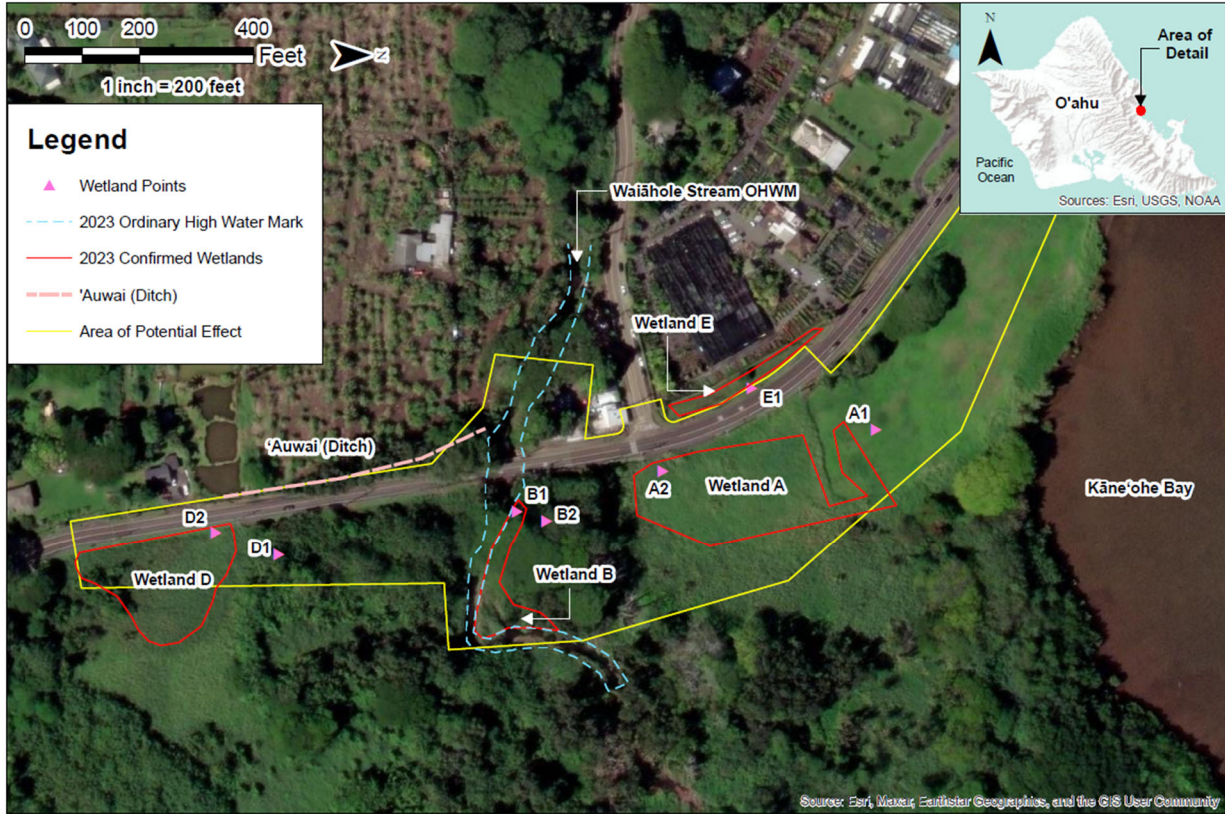 0 100 200 400
Feet
N
1 inch = 200 feet
Legend
Wetland Points
2023 Ordinary High Water Mark
2023 Confirmed Wetlands
'Auwai (Ditch)
Area of Potential Effect
N
Area of
Detail
O'ahu
Pacific
Ocean
Sources: Esri, USGS, NOAA
Waiāhole Stream OHWM
Wetland E
E1
A1
'Auwai (Ditch)
A2
Wetland A
Kāneʻohe Bay
B1
B2
D2
D1
Wetland B
Wetland D
Source: Esri, Maxar, Earthstar Geographics, and the GIS User Community